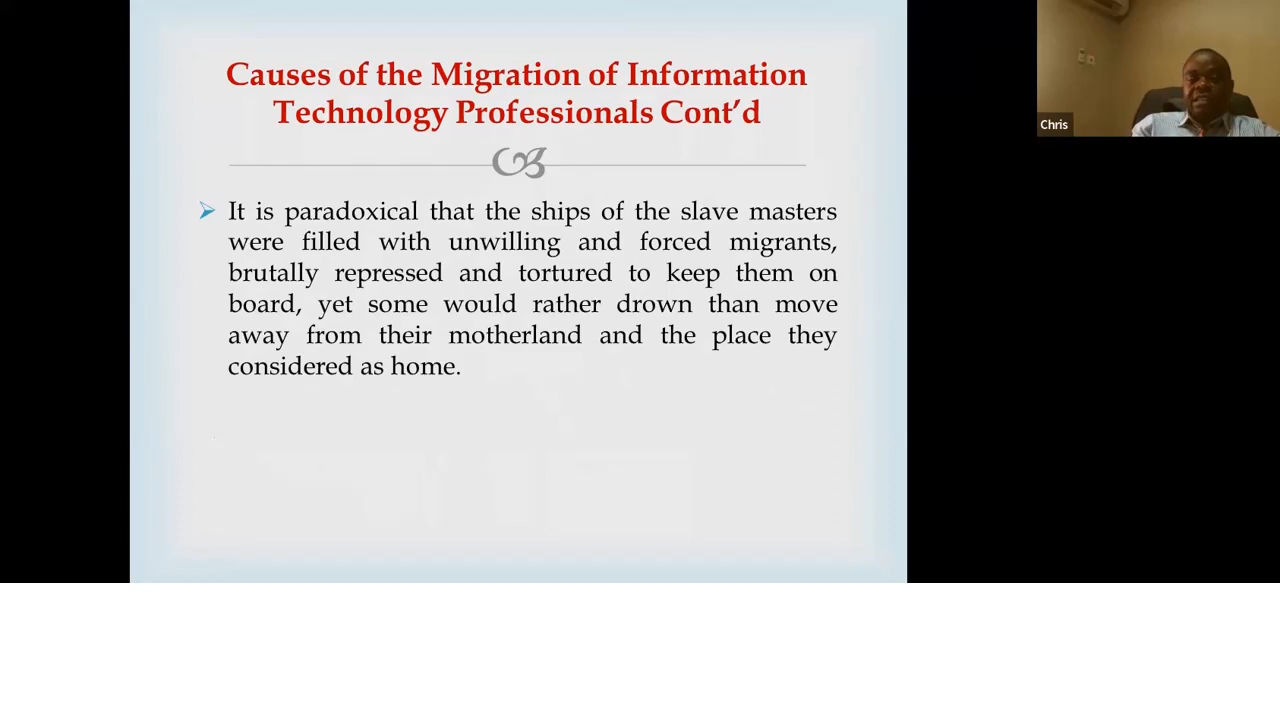 Causes of the Migration of Information
Technology Professionals Cont’d
It is paradoxical that the ships of the slave masters
were filled with unwilling and forced migrants,
brutally repressed and tortured to keep them on
board, yet some would rather drown than move
away from their motherland and the place they
considered as home.
Chris